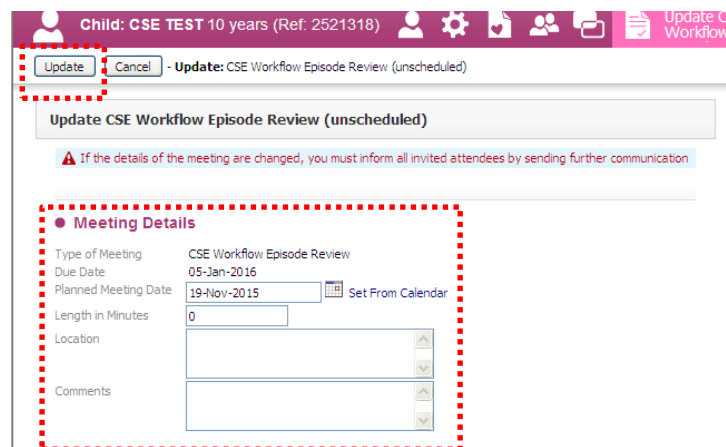 Child: CSE TEST 10 years (Ref: 2521318)
Update
Workflow
Update Cancel - Update: CSE Workflow Episode Review (unscheduled)
Update CSE Workflow Episode Review (unscheduled)
If the details of the meeting are changed, you must inform all invited attendees by sending further communication
Meeting Details
Type of Meeting CSE Workflow Episode Review
Due Date 05-Jan-2016
Planned Meeting Date 19-Nov-2015 Set From Calendar
Length in Minutes 0
Location
Comments